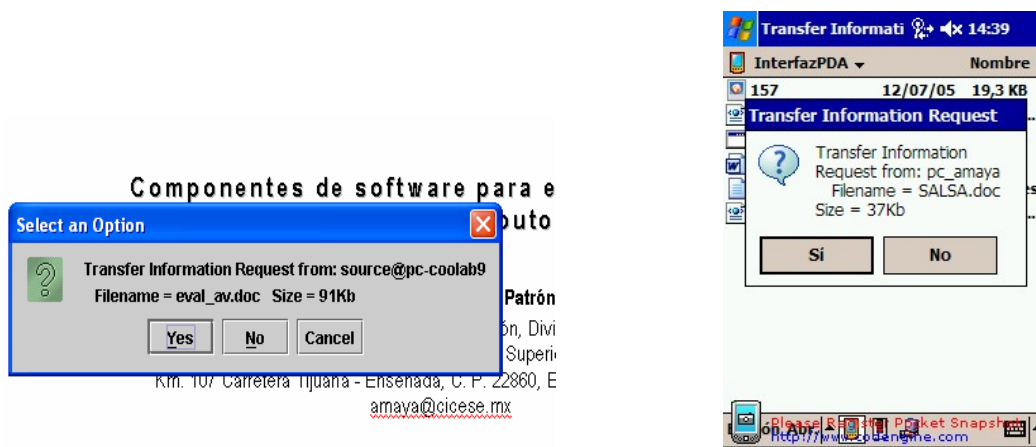 Componentes de software para e
buto
Select an Option
Transfer Information Request from: source@pc-coolab9
Filename = eval_av.doc Size = 91Kb
Yes No Cancel
Patrón
ón, Divi
Superi
Km. 107 Carretera Tijuana - Ensenada, C. P. 22860, E
amaya@cicese.mx
Transfer Informati 14:39
InterfazPDA Nombre
157 12/07/05 19,3 KB
Transfer Information Request
Transfer Information
Request from: pc_amaya
Filename = SALSA.doc
Size = 37Kb
Sí No
Abr.
Please Register Pocket Snapshot
http://www.codengine.com